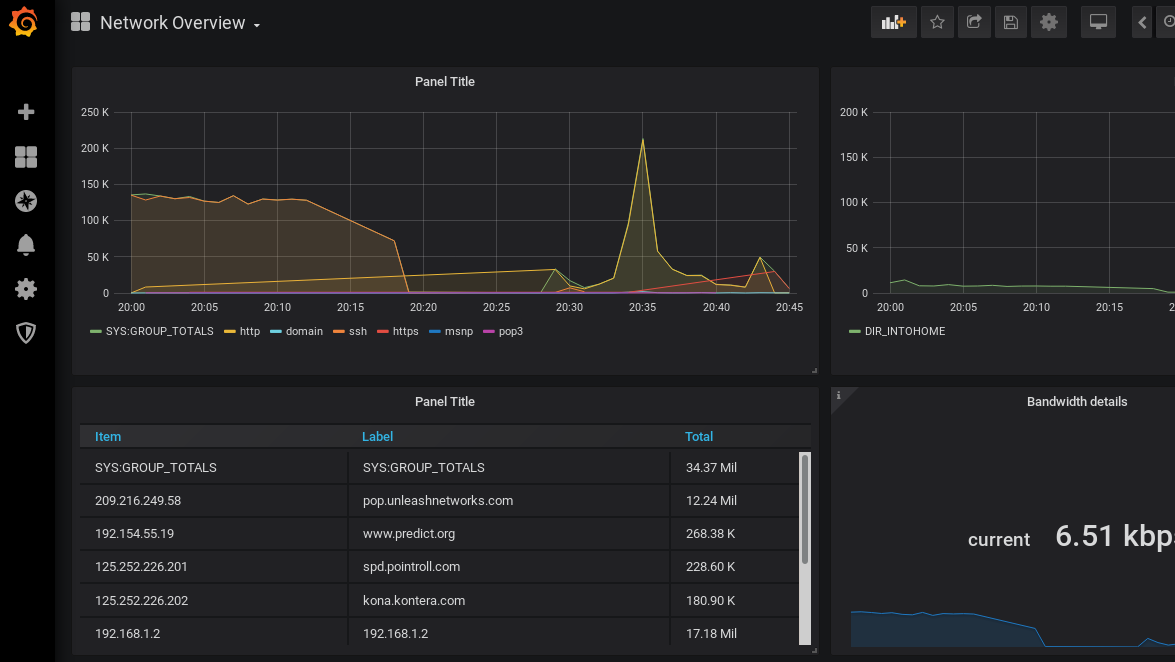 Network Overview
Panel Title
250 K
200 K
150 K
100 K
50 K
0
20:00 20:05 20:10 20:15 20:20 20:25 20:30 20:35 20:40 20:45
SYS:GROUP_TOTALS http domain ssh https msnp pop3
200 K
150 K
100 K
50 K
0
20:00 20:05 20:10 20:15 2
DIR_INTOHOME
Panel Title
Item Label Total
SYS:GROUP_TOTALS SYS:GROUP_TOTALS 34.37 Mil
209.216.249.58 pop.unleashnetworks.com 12.24 Mil
192.154.55.19 www.predict.org 268.38 K
125.252.226.201 spd.pointroll.com 228.60 K
125.252.226.202 kona.kontera.com 180.90 K
192.168.1.2 192.168.1.2 17.18 Mil
i
Bandwidth details
current 6.51 kbps